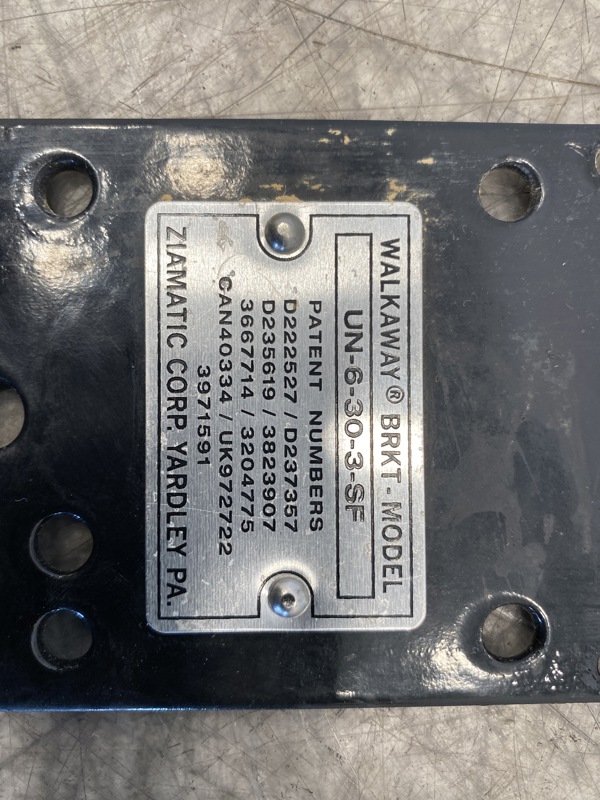 WALKAWAY® BRKT-MODEL
UN-6-30-3-SF
PATENT NUMBERS
D222527 / D237357
D235619 / 3823907
3667714 / 3204775
CAN40334 / UK972722
3971591
ZIAMATIC CORP. YARDLEY PA.